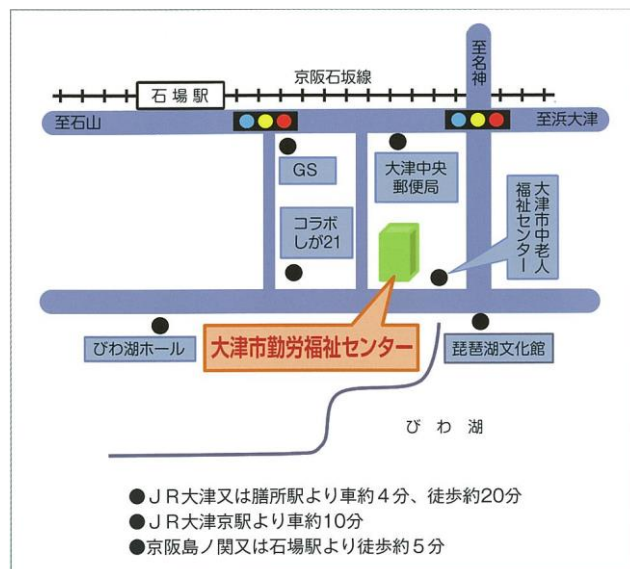 京阪石坂線
至名神
石場駅
至石山
至浜大津
GS
大津中央
郵便局
大津市中老人
福祉センター
コラボ
しが21
びわ湖ホール
大津市勤労福祉センター
琵琶湖文化館
びわ湖
●JR大津又は膳所駅より車約4分、徒歩約20分
●JR大津京駅より車約10分
●京阪島ノ関又は石場駅より徒歩約5分